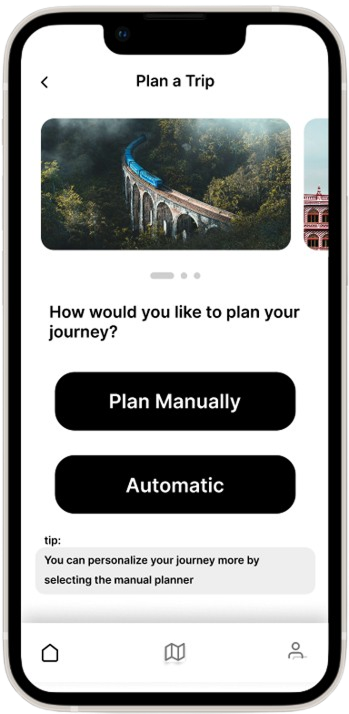 Plan a Trip
How would you like to plan your
journey?
Plan Manually
Automatic
tip:
You can personalize your journey more by
selecting the manual planner